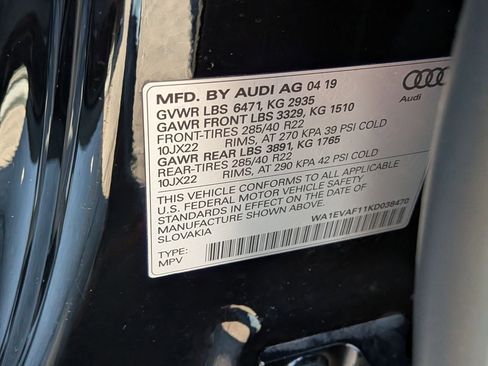 MFD. BY AUDI AG 04 19
GVWR LBS 6471, KG 2935
GAWR FRONT LBS 3329, KG 1510
FRONT-TIRES 285/40 R22
10JX22 RIMS, AT 270 KPA 39 PSI COLD
GAWR REAR LBS 3891, KG 1765
REAR-TIRES 285/40 R22
10JX22 RIMS, AT 290 KPA 42 PSI COLD
THIS VEHICLE CONFORMS TO ALL APPLICABLE
U.S. FEDERAL MOTOR VEHICLE SAFETY
STANDARDS IN EFFECT ON THE DATE OF
MANUFACTURE SHOWN ABOVE.
SLOVAKIA
WA1EVAF11KD038470
TYPE:
MPV
Audi